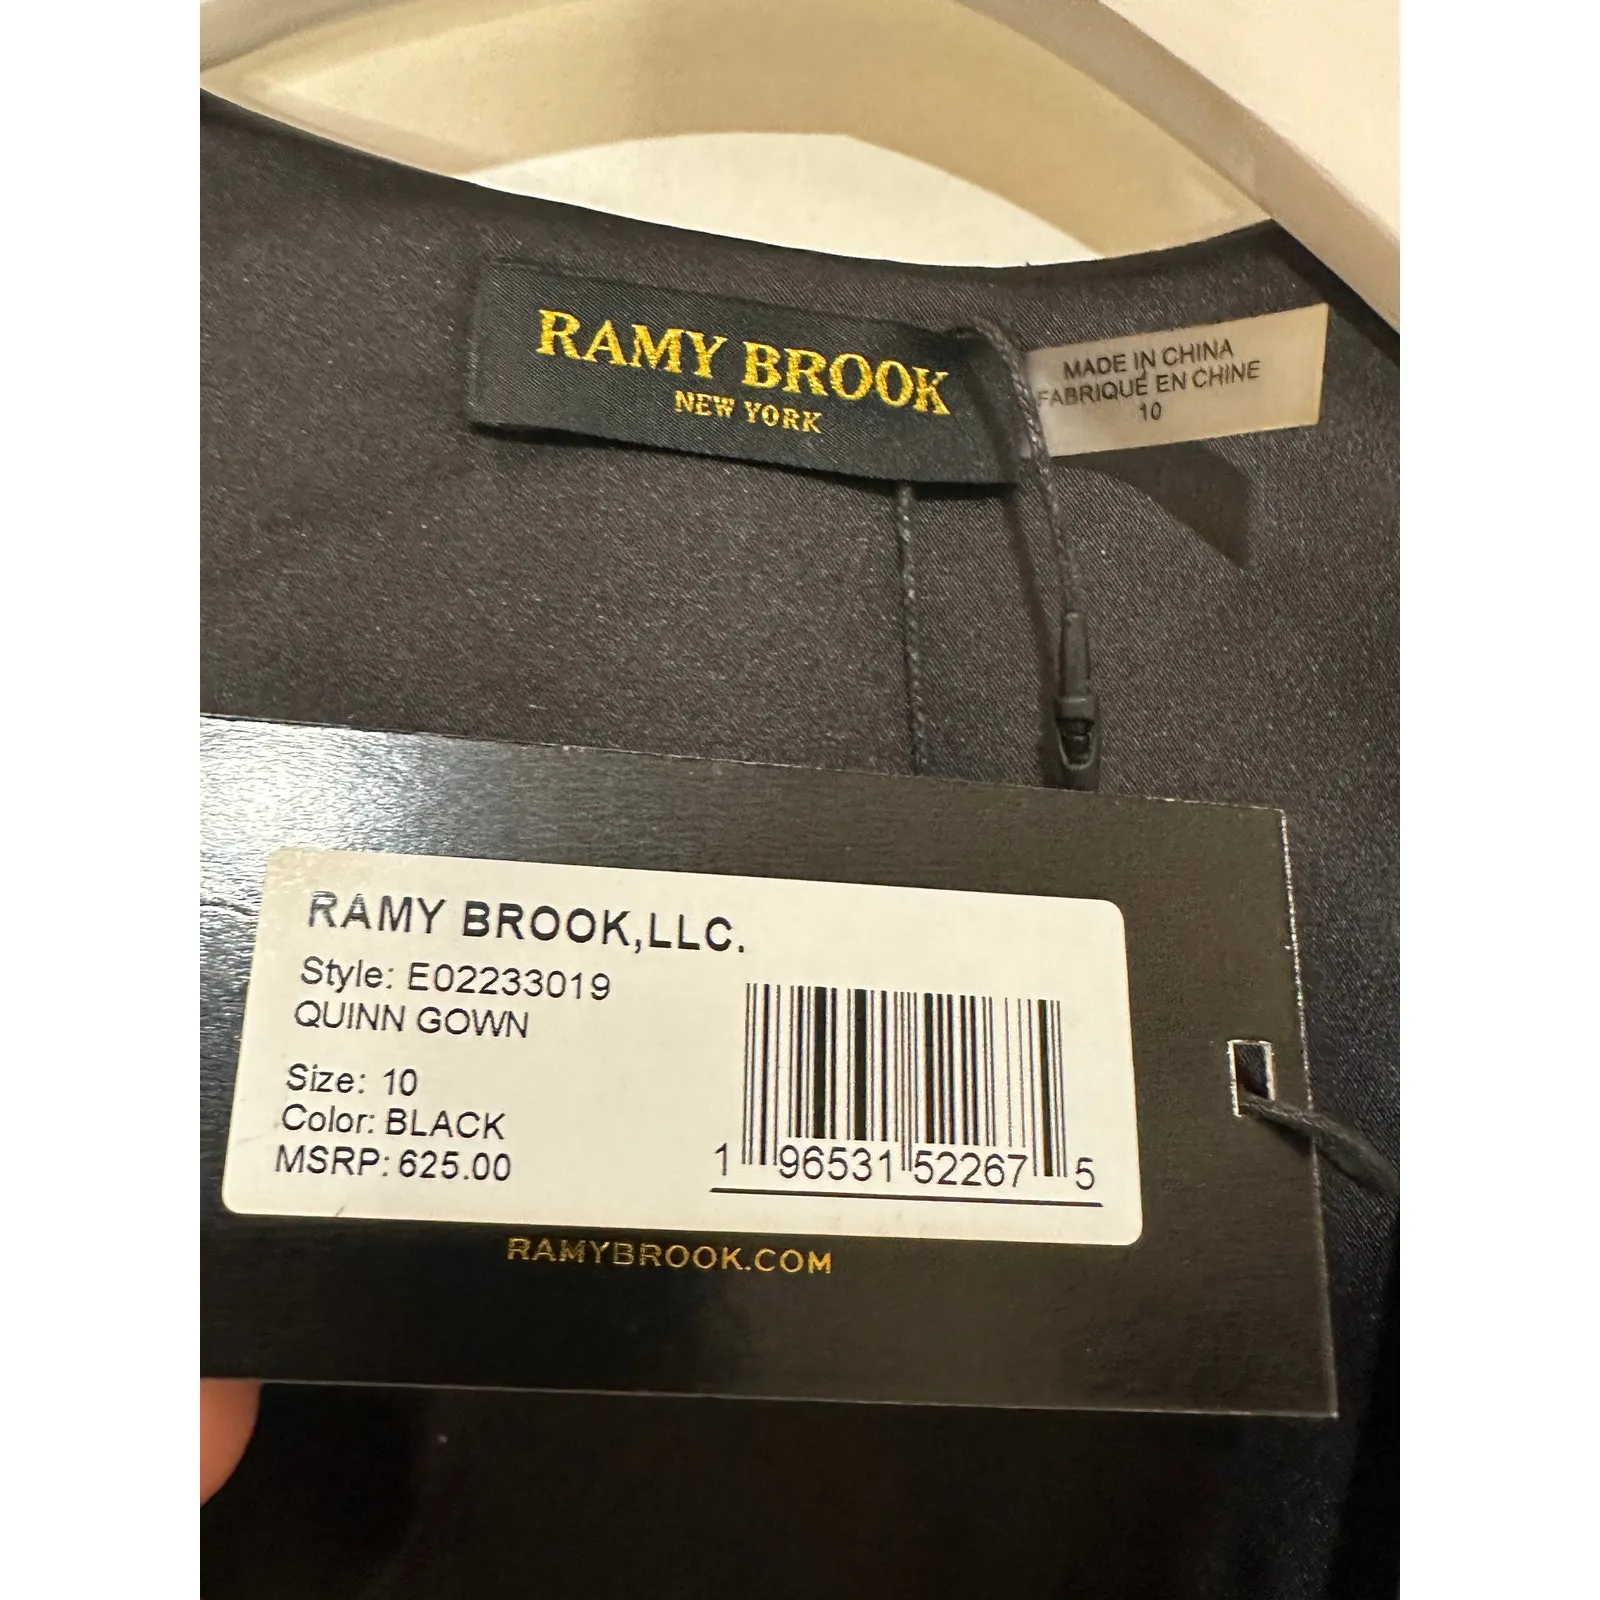 RAMY BROOK
NEW YORK
MADE IN CHINA
FABRIQUÉ EN CHINE
10
RAMY BROOK,LLC.
Style: E02233019
QUINN GOWN
Size: 10
Color: BLACK
MSRP: 625.00
1 96531 52267 5
RAMYBROOK.COM